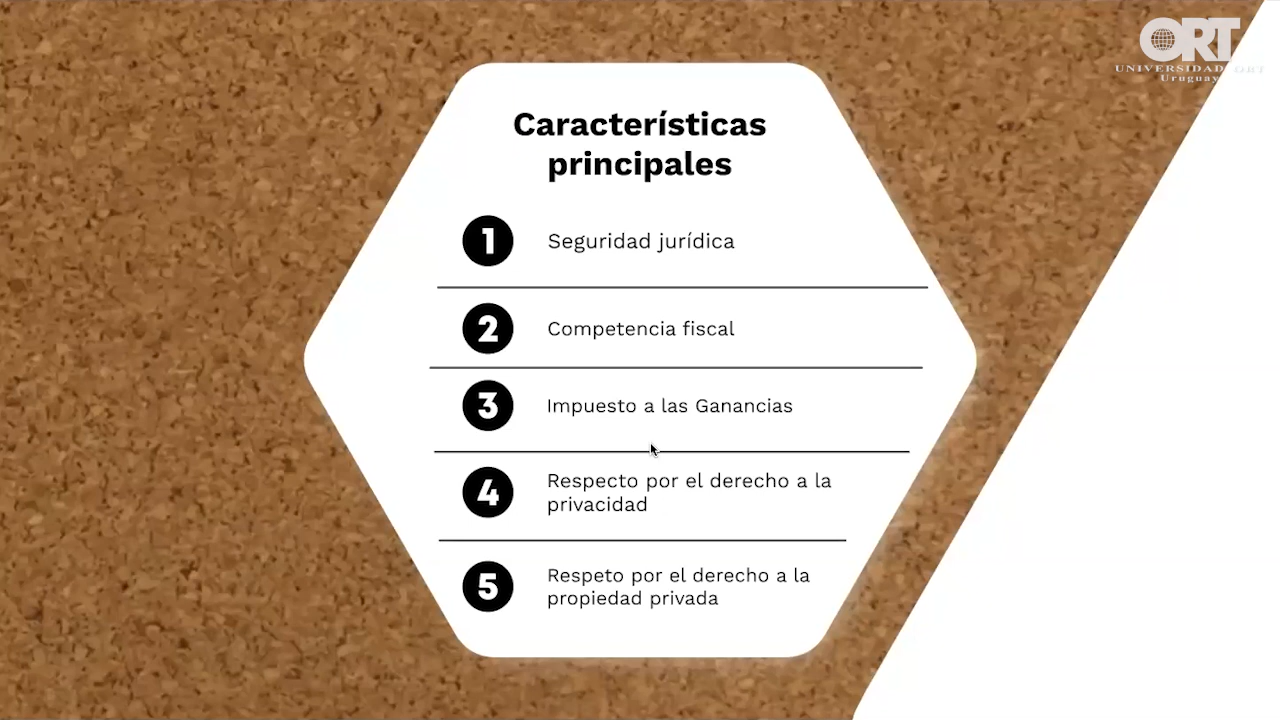 ORT
UNIVERSIDAD ORT
Uruguay
Características
principales
1 Seguridad jurídica
2 Competencia fiscal
3 Impuesto a las Ganancias
4 Respecto por el derecho a la
privacidad
5 Respeto por el derecho a la
propiedad privada